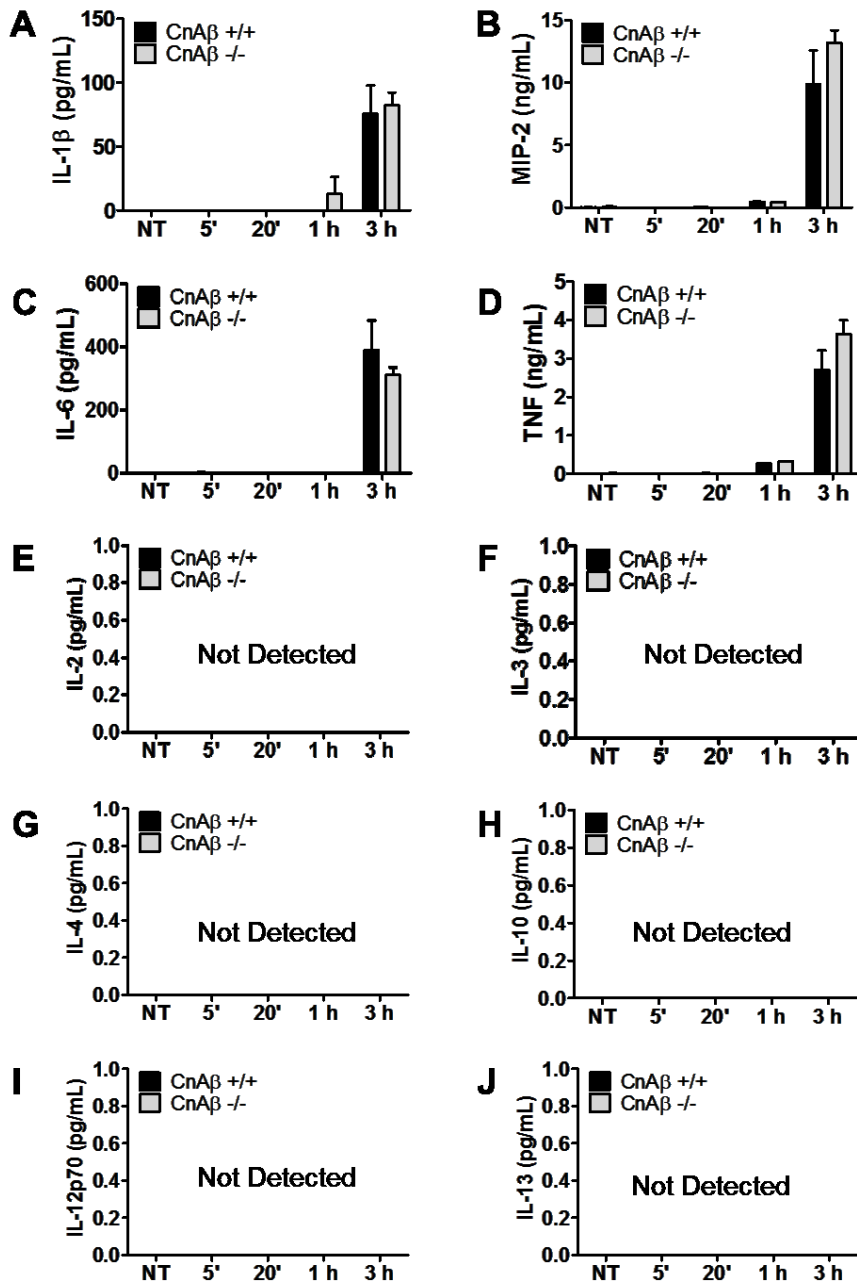 A
IL-1β (pg/mL)
150
100
50
0
CnAβ +/+
CnAβ -/-
NT 5' 20' 1 h 3 h
B
MIP-2 (ng/mL)
15
10
5
0
CnAβ +/+
CnAβ -/-
NT 5' 20' 1 h 3 h
C
IL-6 (pg/mL)
600
400
200
0
CnAβ +/+
CnAβ -/-
NT 5' 20' 1 h 3 h
D
TNF (ng/mL)
5
4
3
2
1
0
CnAβ +/+
CnAβ -/-
NT 5' 20' 1 h 3 h
E
IL-2 (pg/mL)
1.0
0.8
0.6
0.4
0.2
0.0
CnAβ +/+
CnAβ -/-
Not Detected
NT 5' 20' 1 h 3 h
F
IL-3 (pg/mL)
1.0
0.8
0.6
0.4
0.2
0.0
CnAβ +/+
CnAβ -/-
Not Detected
NT 5' 20' 1 h 3 h
G
IL-4 (pg/mL)
1.0
0.8
0.6
0.4
0.2
0.0
CnAβ +/+
CnAβ -/-
Not Detected
NT 5' 20' 1 h 3 h
H
IL-10 (pg/mL)
1.0
0.8
0.6
0.4
0.2
0.0
CnAβ +/+
CnAβ -/-
Not Detected
NT 5' 20' 1 h 3 h
I
IL-12p70 (pg/mL)
1.0
0.8
0.6
0.4
0.2
0.0
CnAβ +/+
CnAβ -/-
Not Detected
NT 5' 20' 1 h 3 h
J
IL-13 (pg/mL)
1.0
0.8
0.6
0.4
0.2
0.0
CnAβ +/+
CnAβ -/-
Not Detected
NT 5' 20' 1 h 3 h